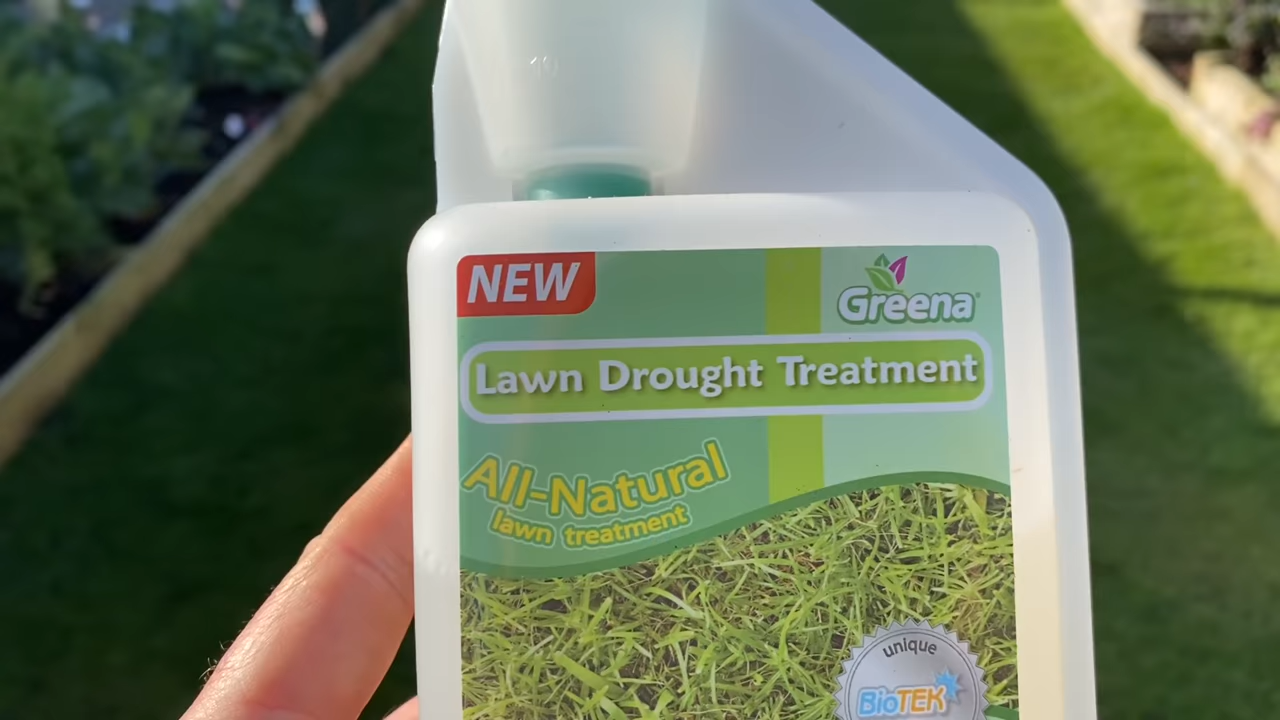 NEW
Greena
Lawn Drought Treatment
All-Natural
lawn treatment
unique
BioTEK